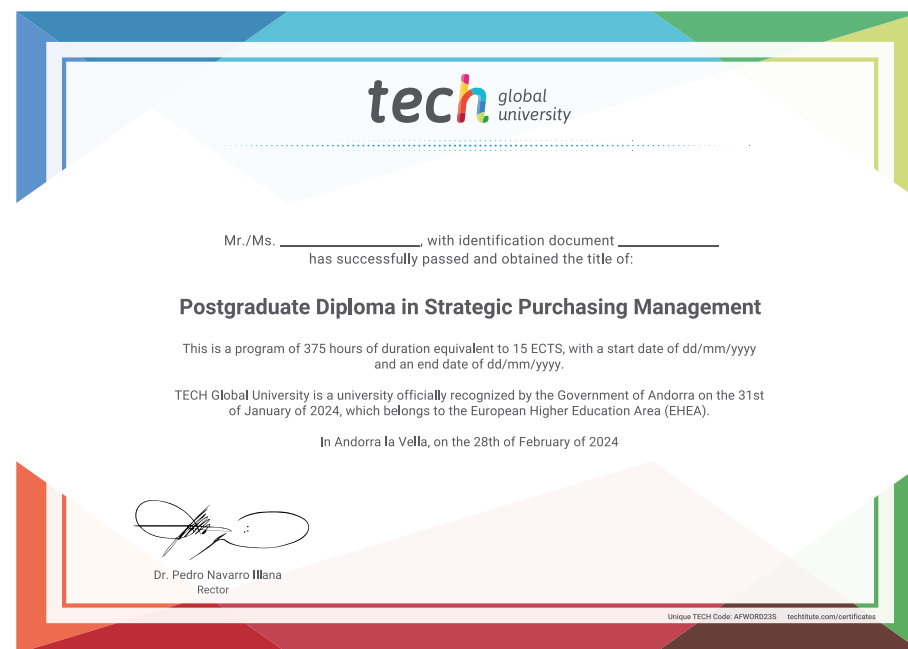 tech global university
Mr./Ms. ____________________, with identification document ______________
has successfully passed and obtained the title of:
Postgraduate Diploma in Strategic Purchasing Management
This is a program of 375 hours of duration equivalent to 15 ECTS, with a start date of dd/mm/yyyy
and an end date of dd/mm/yyyy.
TECH Global University is a university officially recognized by the Government of Andorra on the 31st
of January of 2024, which belongs to the European Higher Education Area (EHEA).
In Andorra la Vella, on the 28th of February of 2024
Dr. Pedro Navarro Illana
Rector
Unique TECH Code: AFWORD23S techtitute.com/certificates